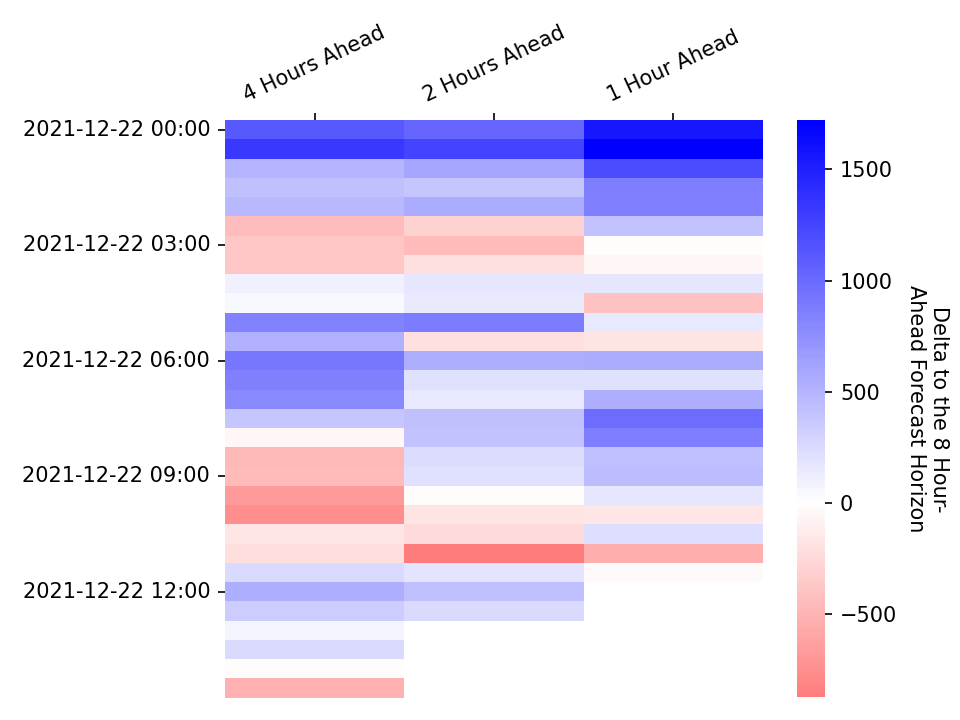 4 Hours Ahead
2 Hours Ahead
1 Hour Ahead
2021-12-22 00:00
2021-12-22 03:00
2021-12-22 06:00
2021-12-22 09:00
2021-12-22 12:00
1500
1000
500
0
−500
Delta to the 8 Hour-
Ahead Forecast Horizon